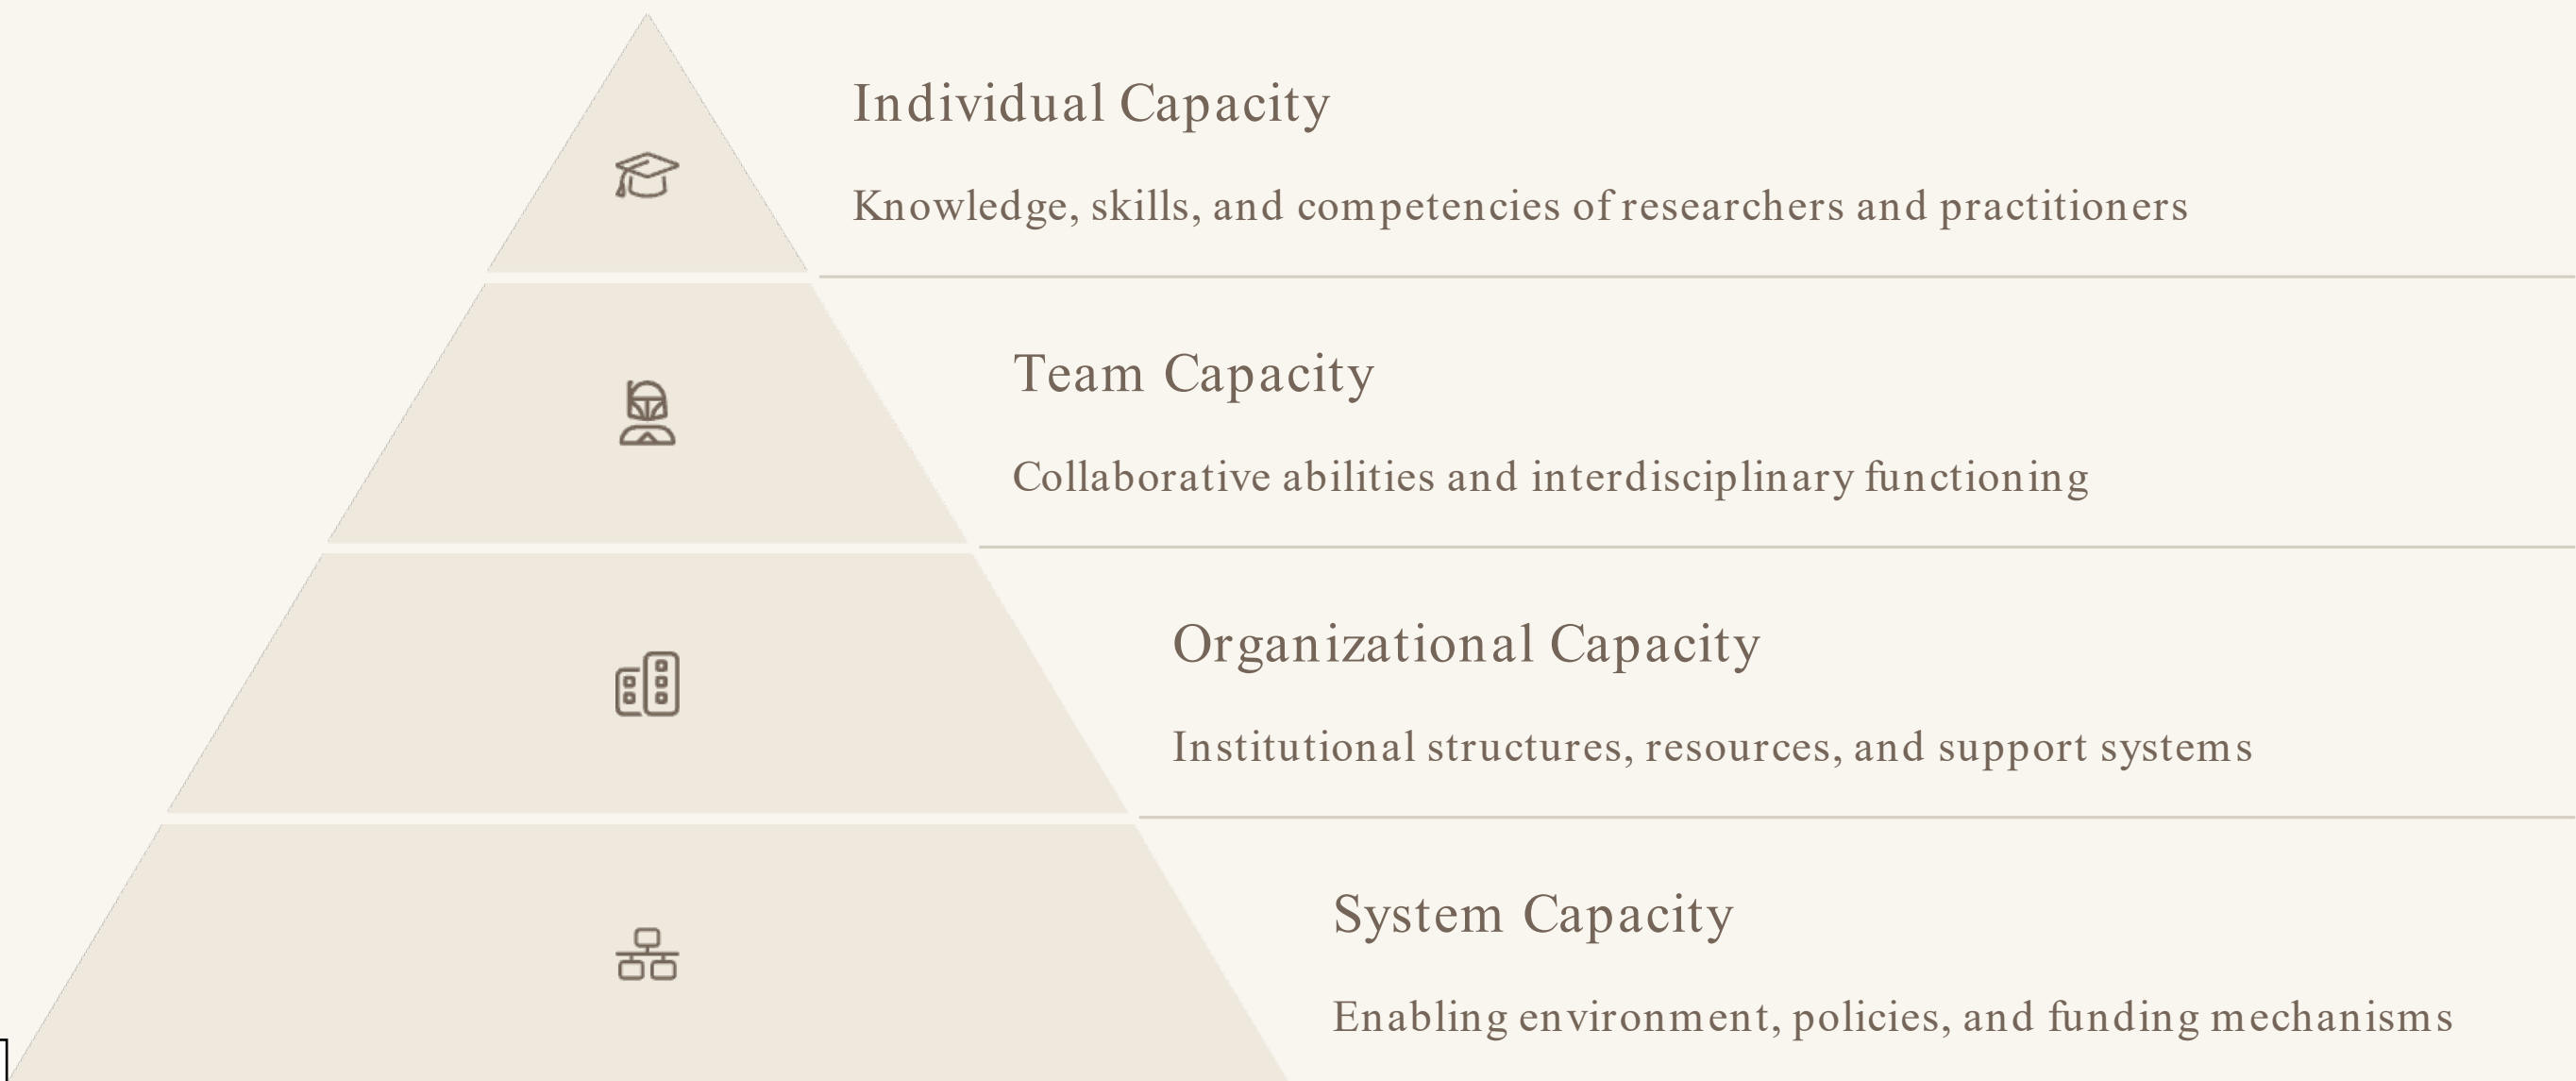 Individual Capacity
Knowledge, skills, and competencies of researchers and practitioners
Team Capacity
Collaborative abilities and interdisciplinary functioning
Organizational Capacity
Institutional structures, resources, and support systems
System Capacity
Enabling environment, policies, and funding mechanisms